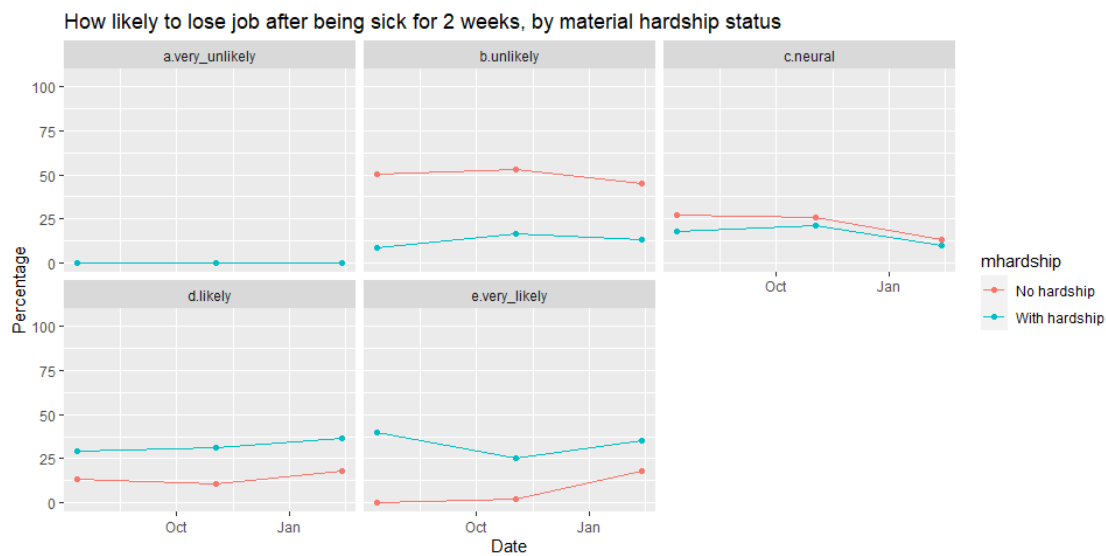 How likely to lose job after being sick for 2 weeks, by material hardship status
a.very_unlikely
b.unlikely
c.neural
100
75
50
25
0
Oct
Jan
d.likely
e.very_likely
100
75
50
25
0
Oct
Jan
Oct
Jan
Percentage
Date
mhardship
No hardship
With hardship